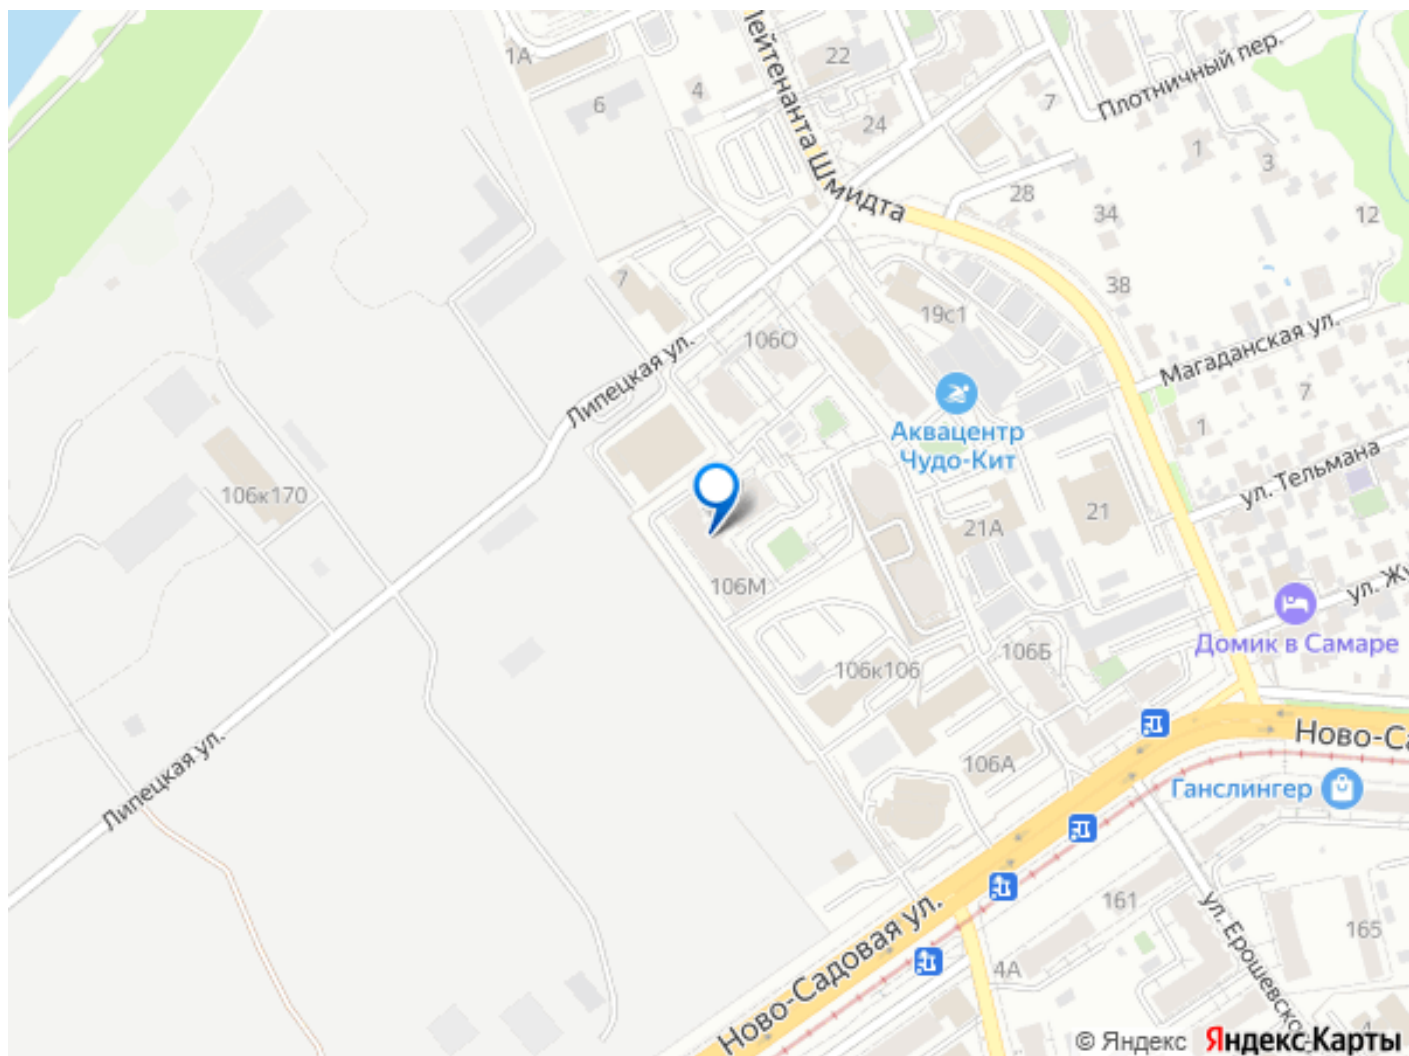 1А
22
Лейтенанта Шмидта
Плотничный пер.
6
4
7
24
1
3
28
34
12
7
38
19с1
106О
Липецкая ул.
Магаданская ул.
7
Аквацентр
Чудо-Кит
1
ул. Тельмана
106к170
21А
21
106М
ул. Жу
Домик в Самаре
106Б
106к106
Ново-Са
Липецкая ул.
106А
Ганслингер
161
165
ул. Ерошевско
Ново-Садовая ул.
4А
4
© Яндекс Яндекс Карты